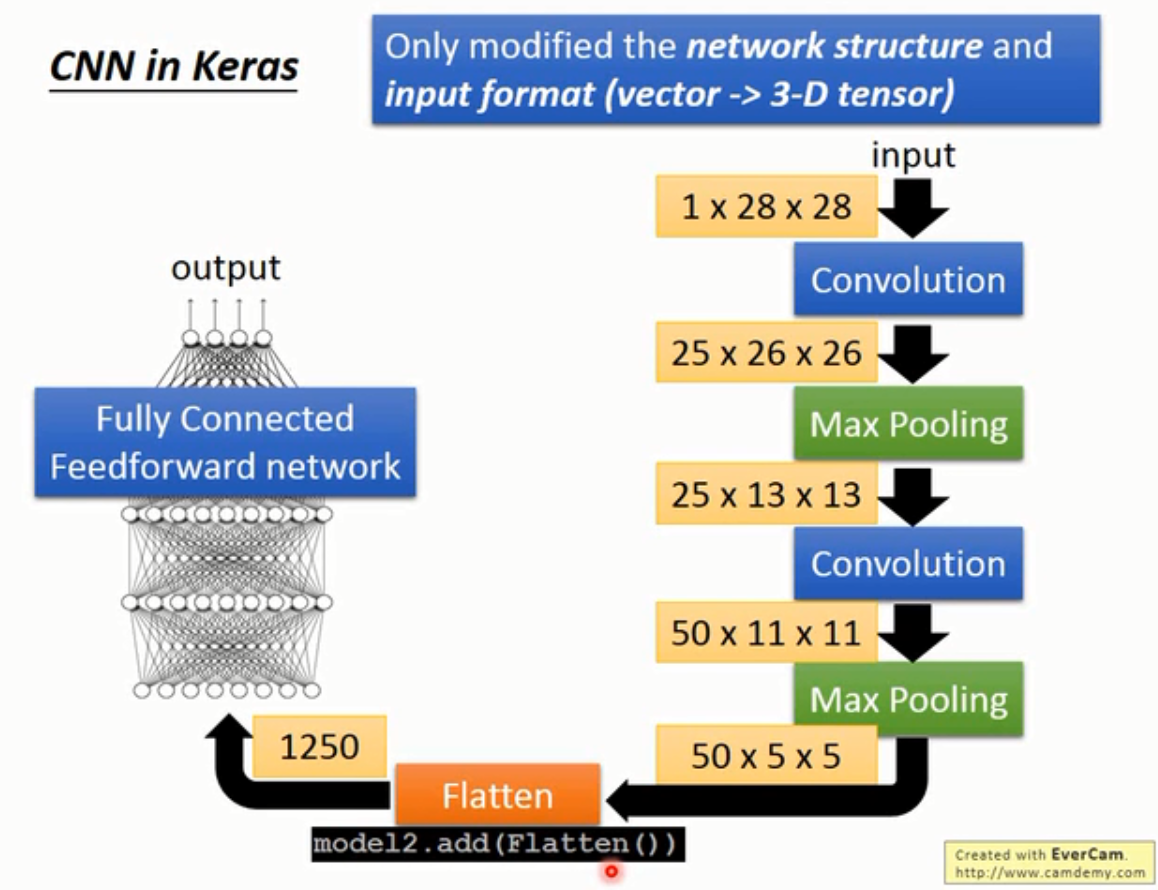 CNN in Keras
Only modified the network structure and
input format (vector -> 3-D tensor)
input
1 x 28 x 28
Convolution
25 x 26 x 26
Max Pooling
25 x 13 x 13
Convolution
50 x 11 x 11
Max Pooling
50 x 5 x 5
Flatten
model2.add(Flatten())
1250
Fully Connected
Feedforward network
output
Created with EverCam.
http://www.camdemy.com